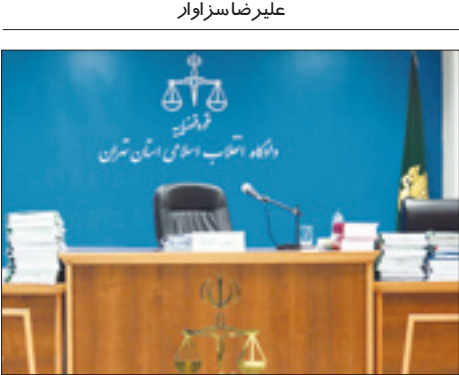 علیرضا سزاوار
قوه قضاییه
دادگاه انقلاب اسلامی استان تهران